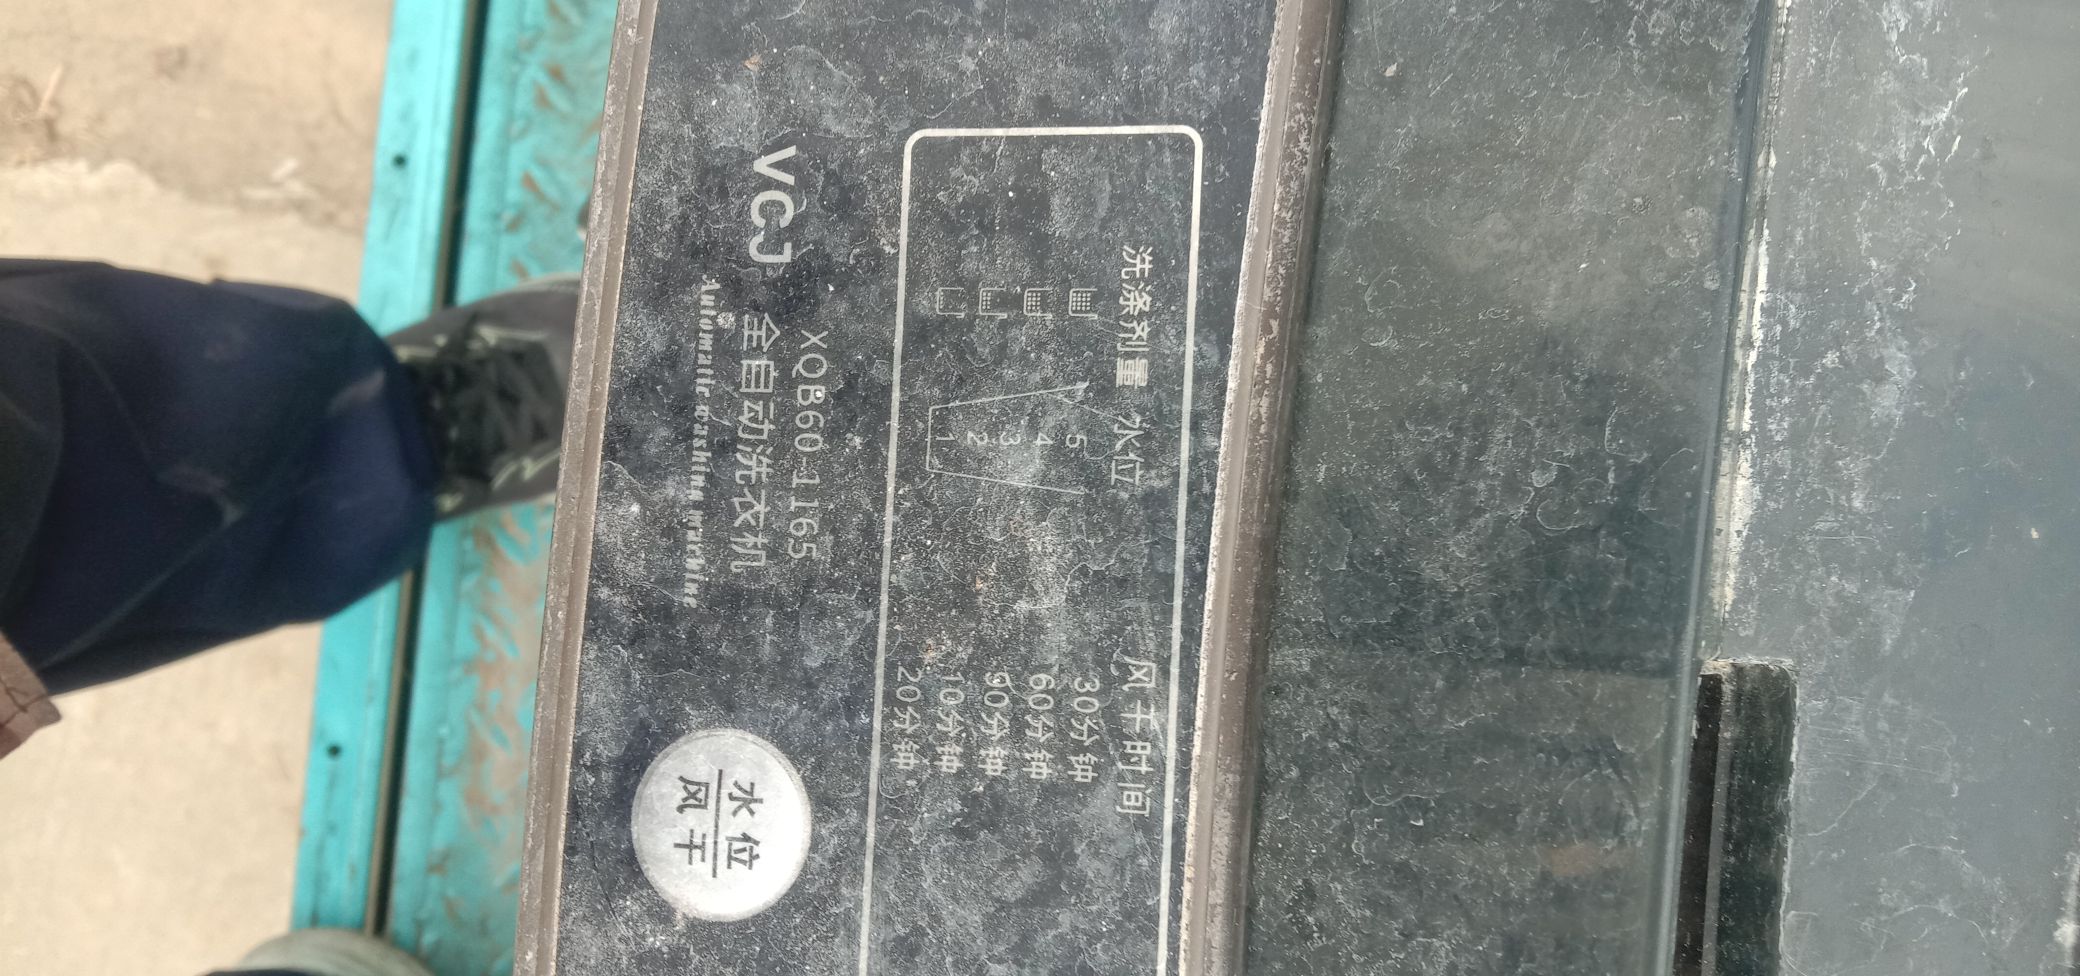 洗涤剂量 水位 风干时间
5 30分钟
4 60分钟
3 90分钟
2 10分钟
1 20分钟
XQB60-1165
VCJ 全自动洗衣机
Automatic washing machine
水位
风干